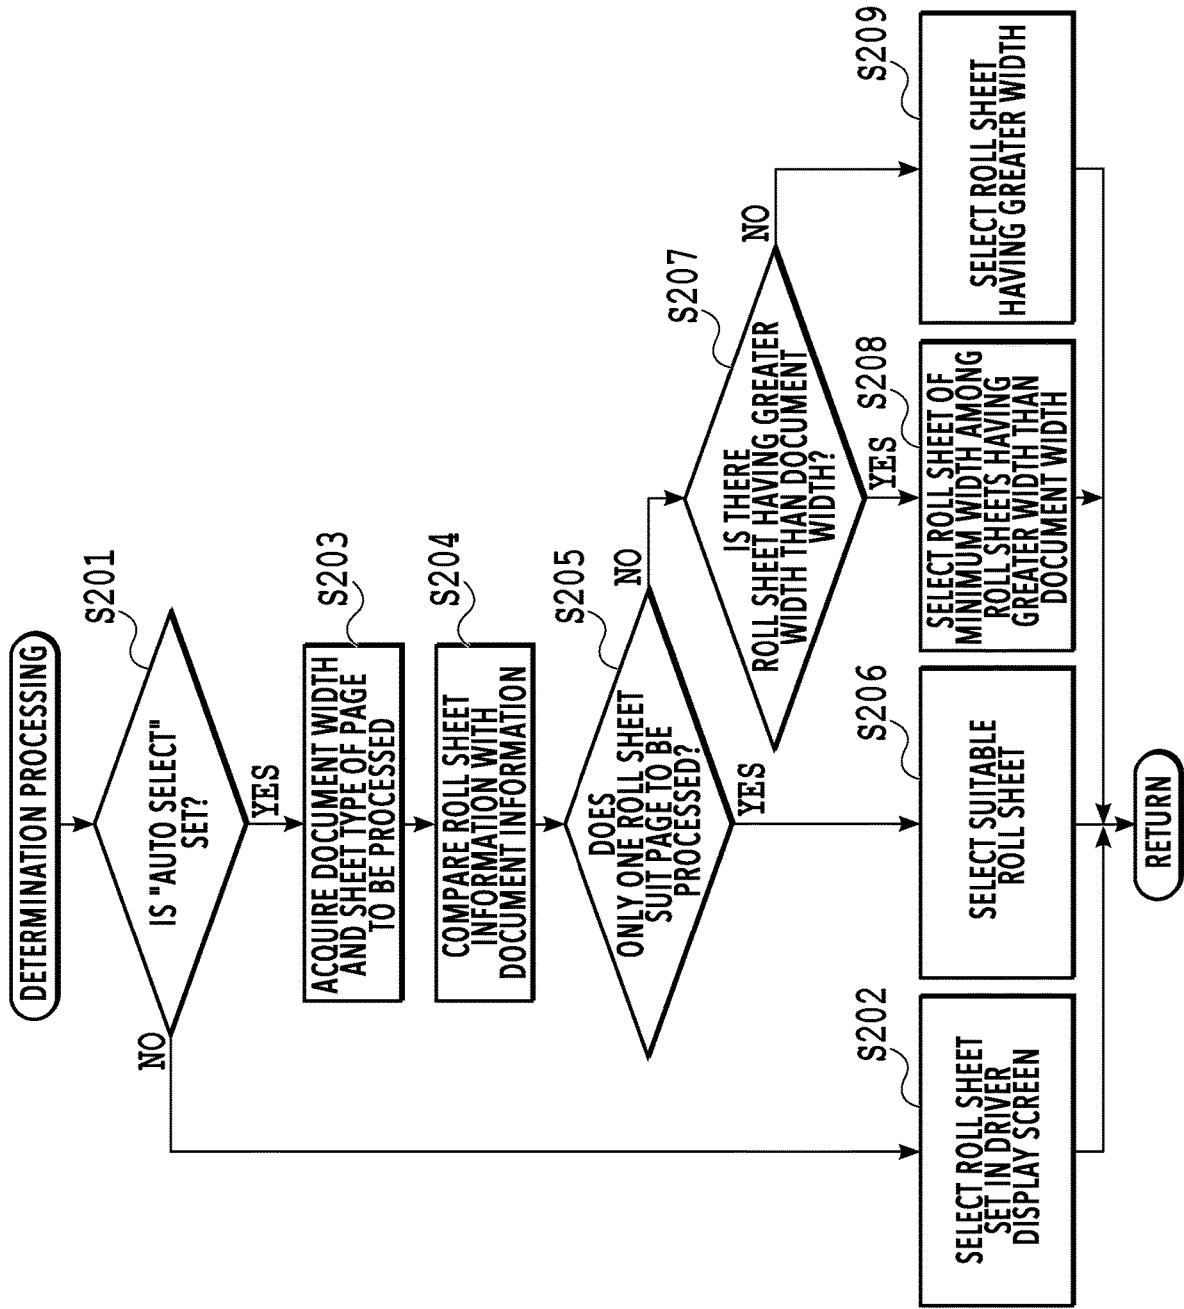 DETERMINATION PROCESSING
S201
IS "AUTO SELECT"
SET?
NO
YES
S203
ACQUIRE DOCUMENT WIDTH
AND SHEET TYPE OF PAGE
TO BE PROCESSED
S204
COMPARE ROLL SHEET
INFORMATION WITH
DOCUMENT INFORMATION
S205
DOES
ONLY ONE ROLL SHEET
SUIT PAGE TO BE
PROCESSED?
NO
YES
S207
IS THERE
ROLL SHEET HAVING GREATER
WIDTH THAN DOCUMENT
WIDTH?
NO
YES
S202
SELECT ROLL SHEET
SET IN DRIVER
DISPLAY SCREEN
S206
SELECT SUITABLE
ROLL SHEET
S208
SELECT ROLL SHEET OF
MINIMUM WIDTH AMONG
ROLL SHEETS HAVING
GREATER WIDTH THAN
DOCUMENT WIDTH
S209
SELECT ROLL SHEET
HAVING GREATER WIDTH
RETURN